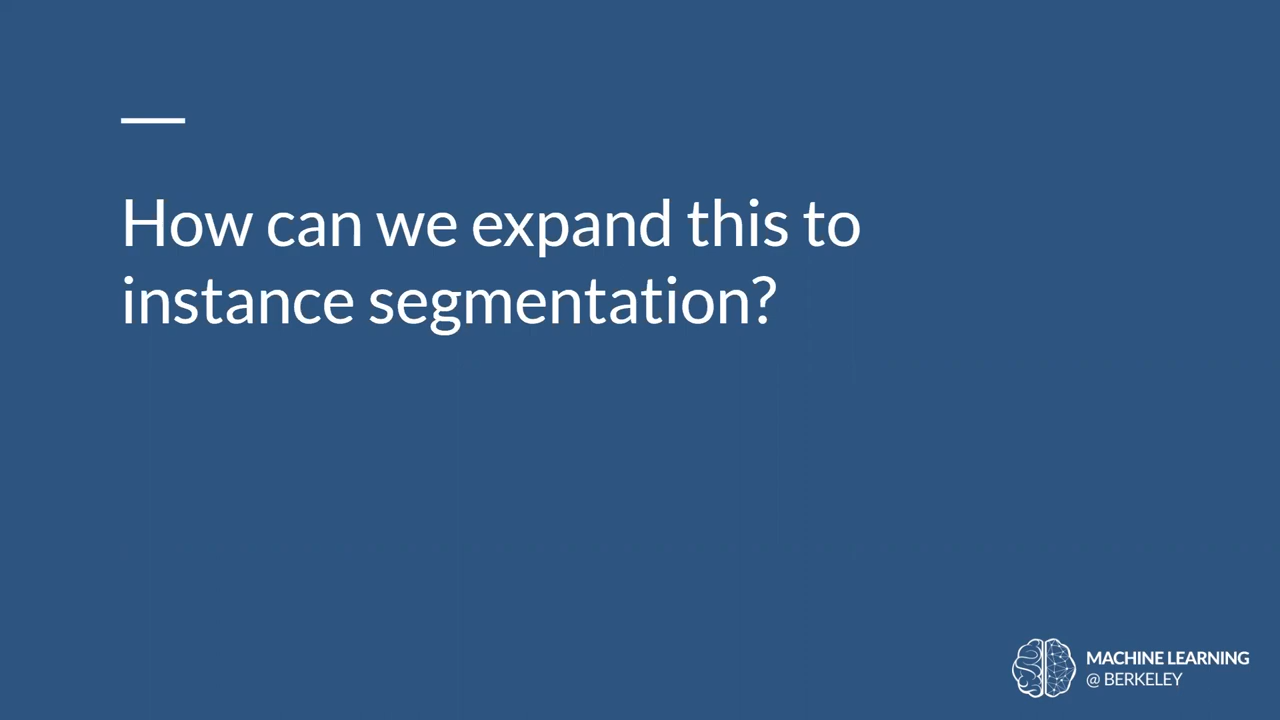 How can we expand this to
instance segmentation?
MACHINE LEARNING
@ BERKELEY